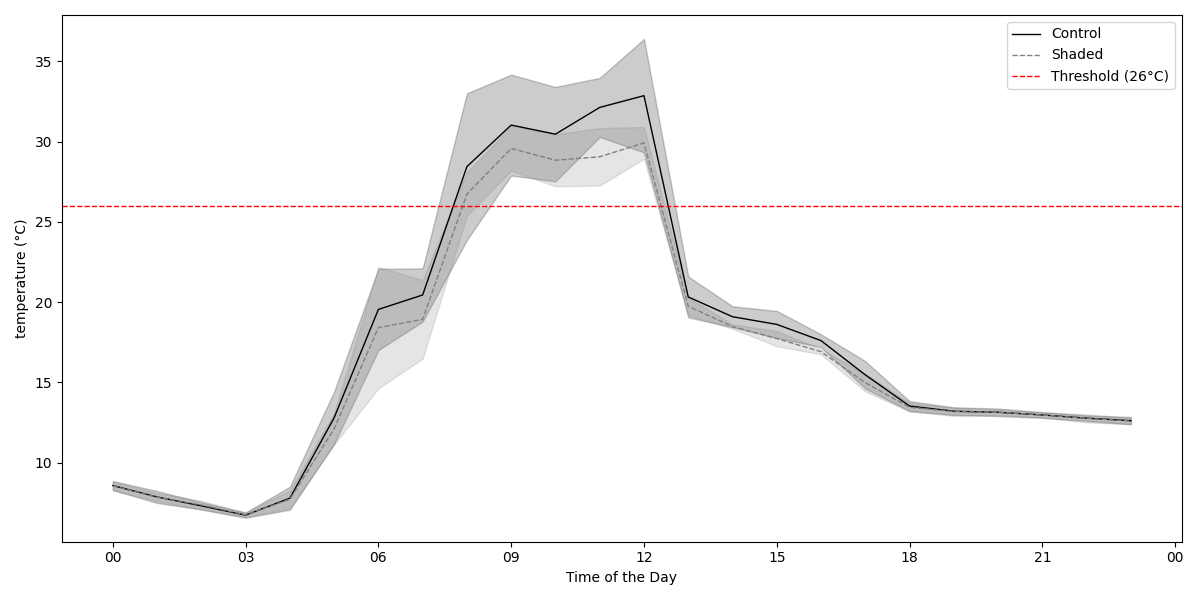 Control
Shaded
Threshold (26°C)
35
30
25
20
15
10
temperature (°C)
00 03 06 09 12 15 18 21 00
Time of the Day